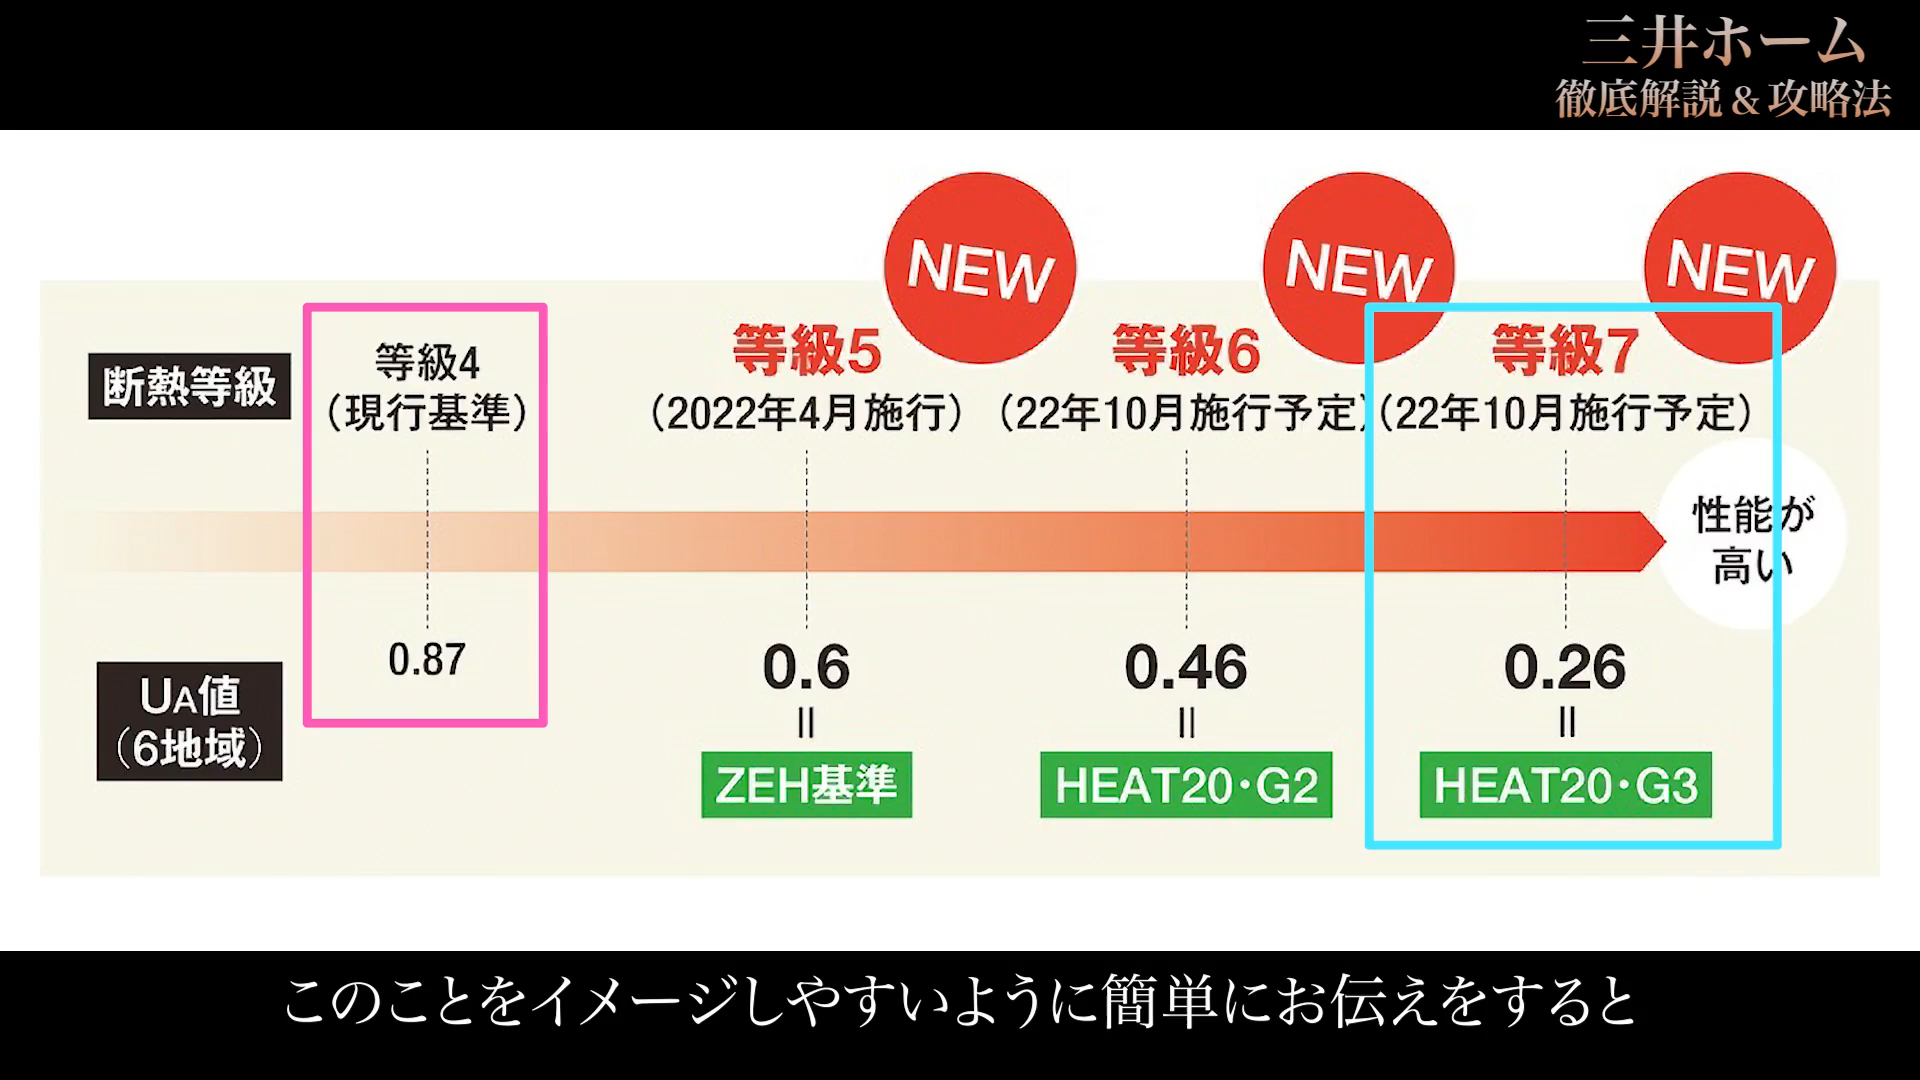 三井ホーム
徹底解説&攻略法
NEW
NEW
NEW
断熱等級
等級4
(現行基準)
等級5
(2022年4月施行)
等級6
(22年10月施行予定)
等級7
(22年10月施行予定)
性能が
高い
UA値
(6地域)
0.87
0.6
=
ZEH基準
0.46
=
HEAT20・G2
0.26
=
HEAT20・G3
このことをイメージしやすいように簡単にお伝えをすると